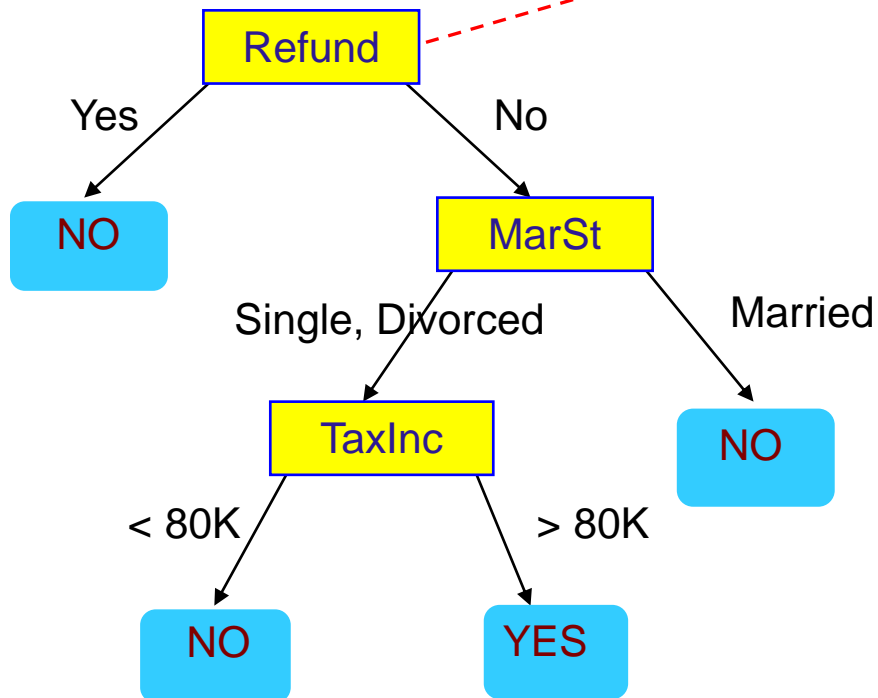 Refund
Yes
No
NO
MarSt
Single, Divorced
Married
TaxInc
NO
< 80K
> 80K
NO
YES